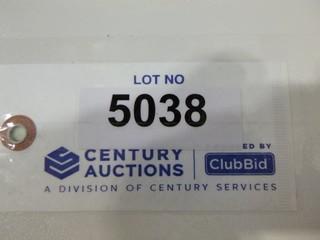 LOT NO
5038
CENTURY AUCTIONS
ED BY
ClubBid
A DIVISION OF CENTURY SERVICES